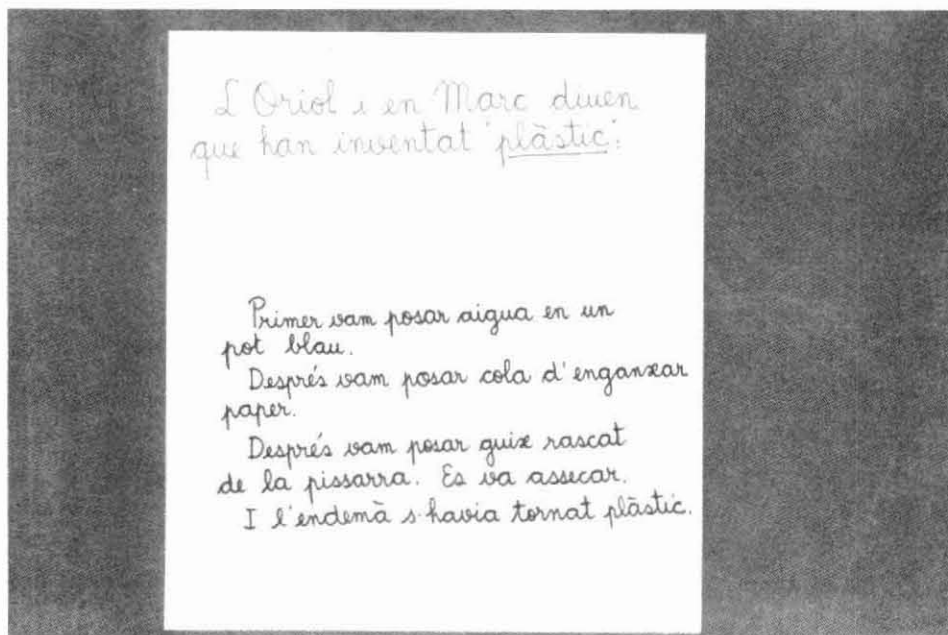 L'Oriol i en Marc diuen
que han inventat "plàstic":
Primer vam posar aigua en un
pot blau.
Després vam posar cola d'enganxar
paper.
Després vam posar guix rascat
de la pissarra. Es va assecar.
I l'endemà s'havia tornat plàstic.